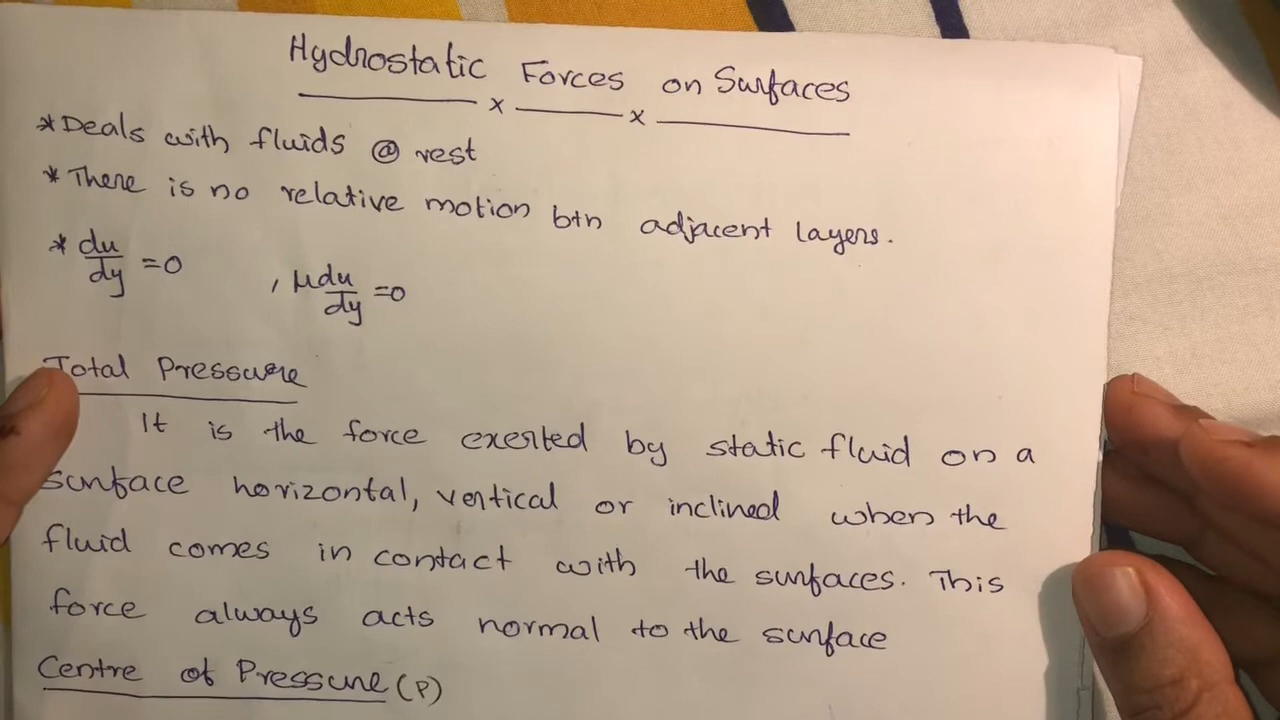 Hydrostatic Forces on Surfaces
x x
* Deals with fluids @ rest
* There is no relative motion btn adjacent layers.
* du/dy = 0 , μdu/dy = 0
Total Pressure
It is the force exerted by static fluid on a
surface horizontal, vertical or inclined when the
fluid comes in contact with the surfaces. This
force always acts normal to the surface
Centre of Pressure (P)